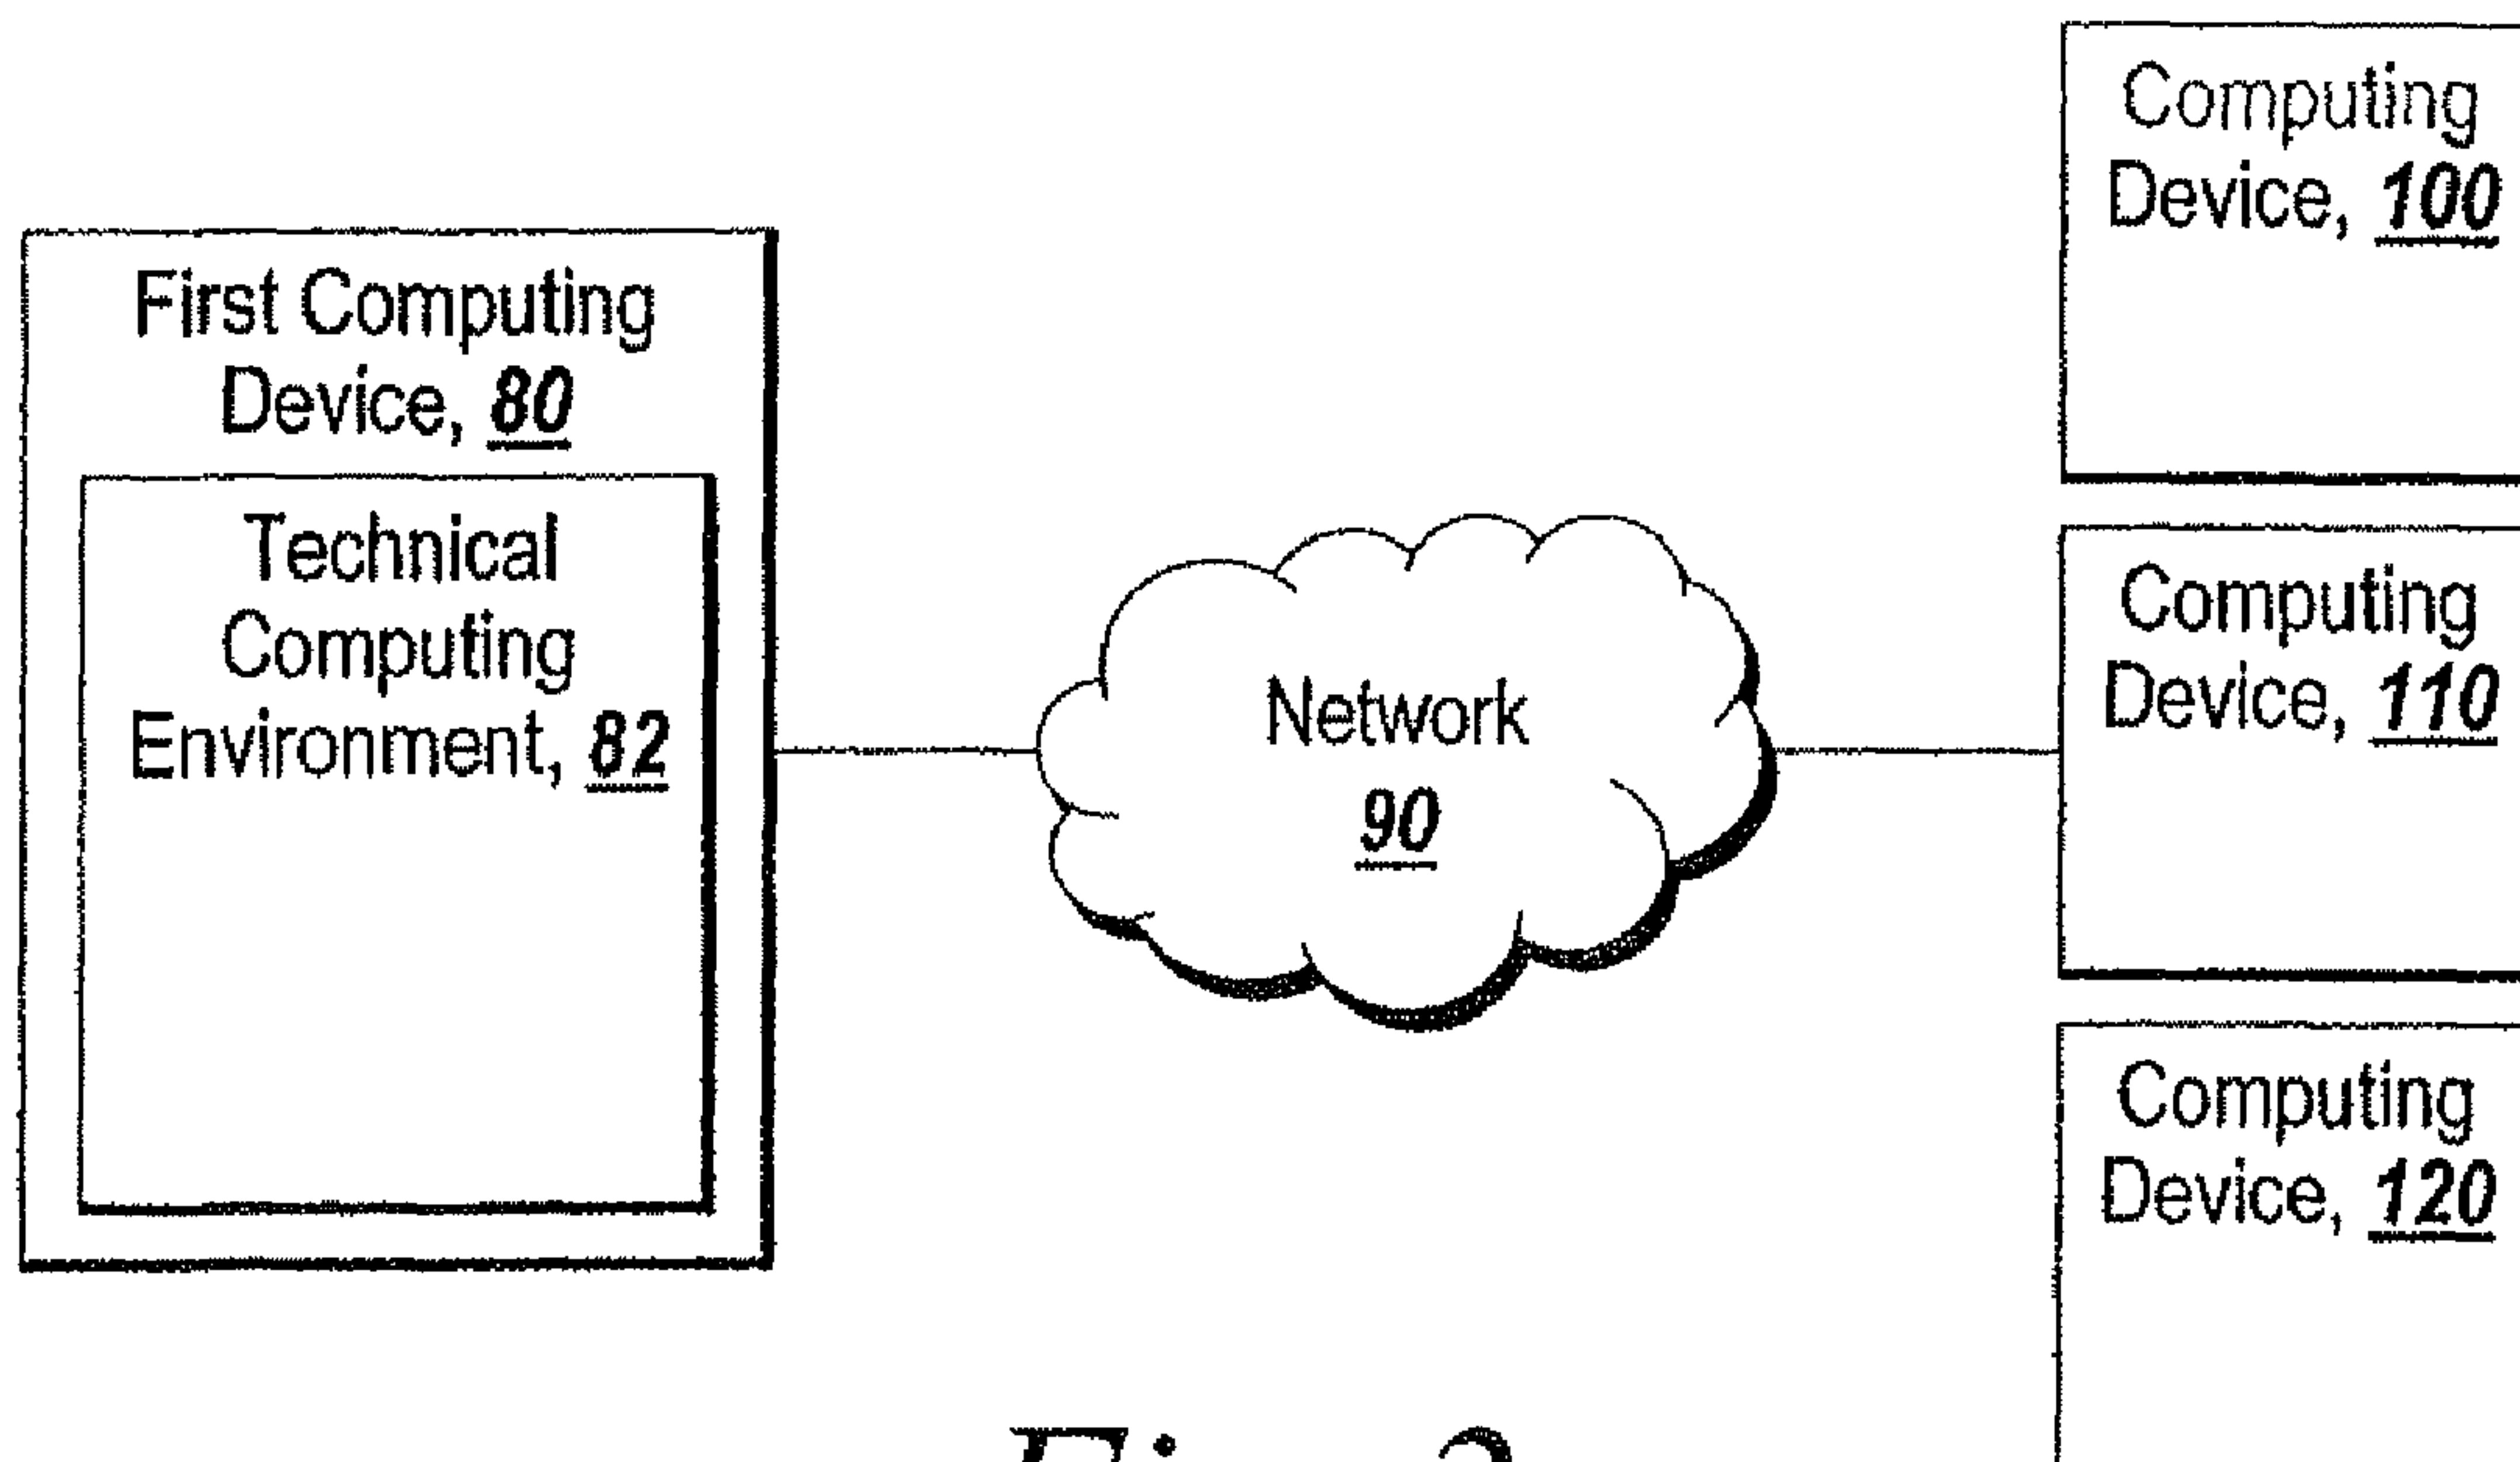 First Computing
Device, 80
Technical
Computing
Environment, 82
Network
90
Computing
Device, 100
Computing
Device, 110
Computing
Device, 120